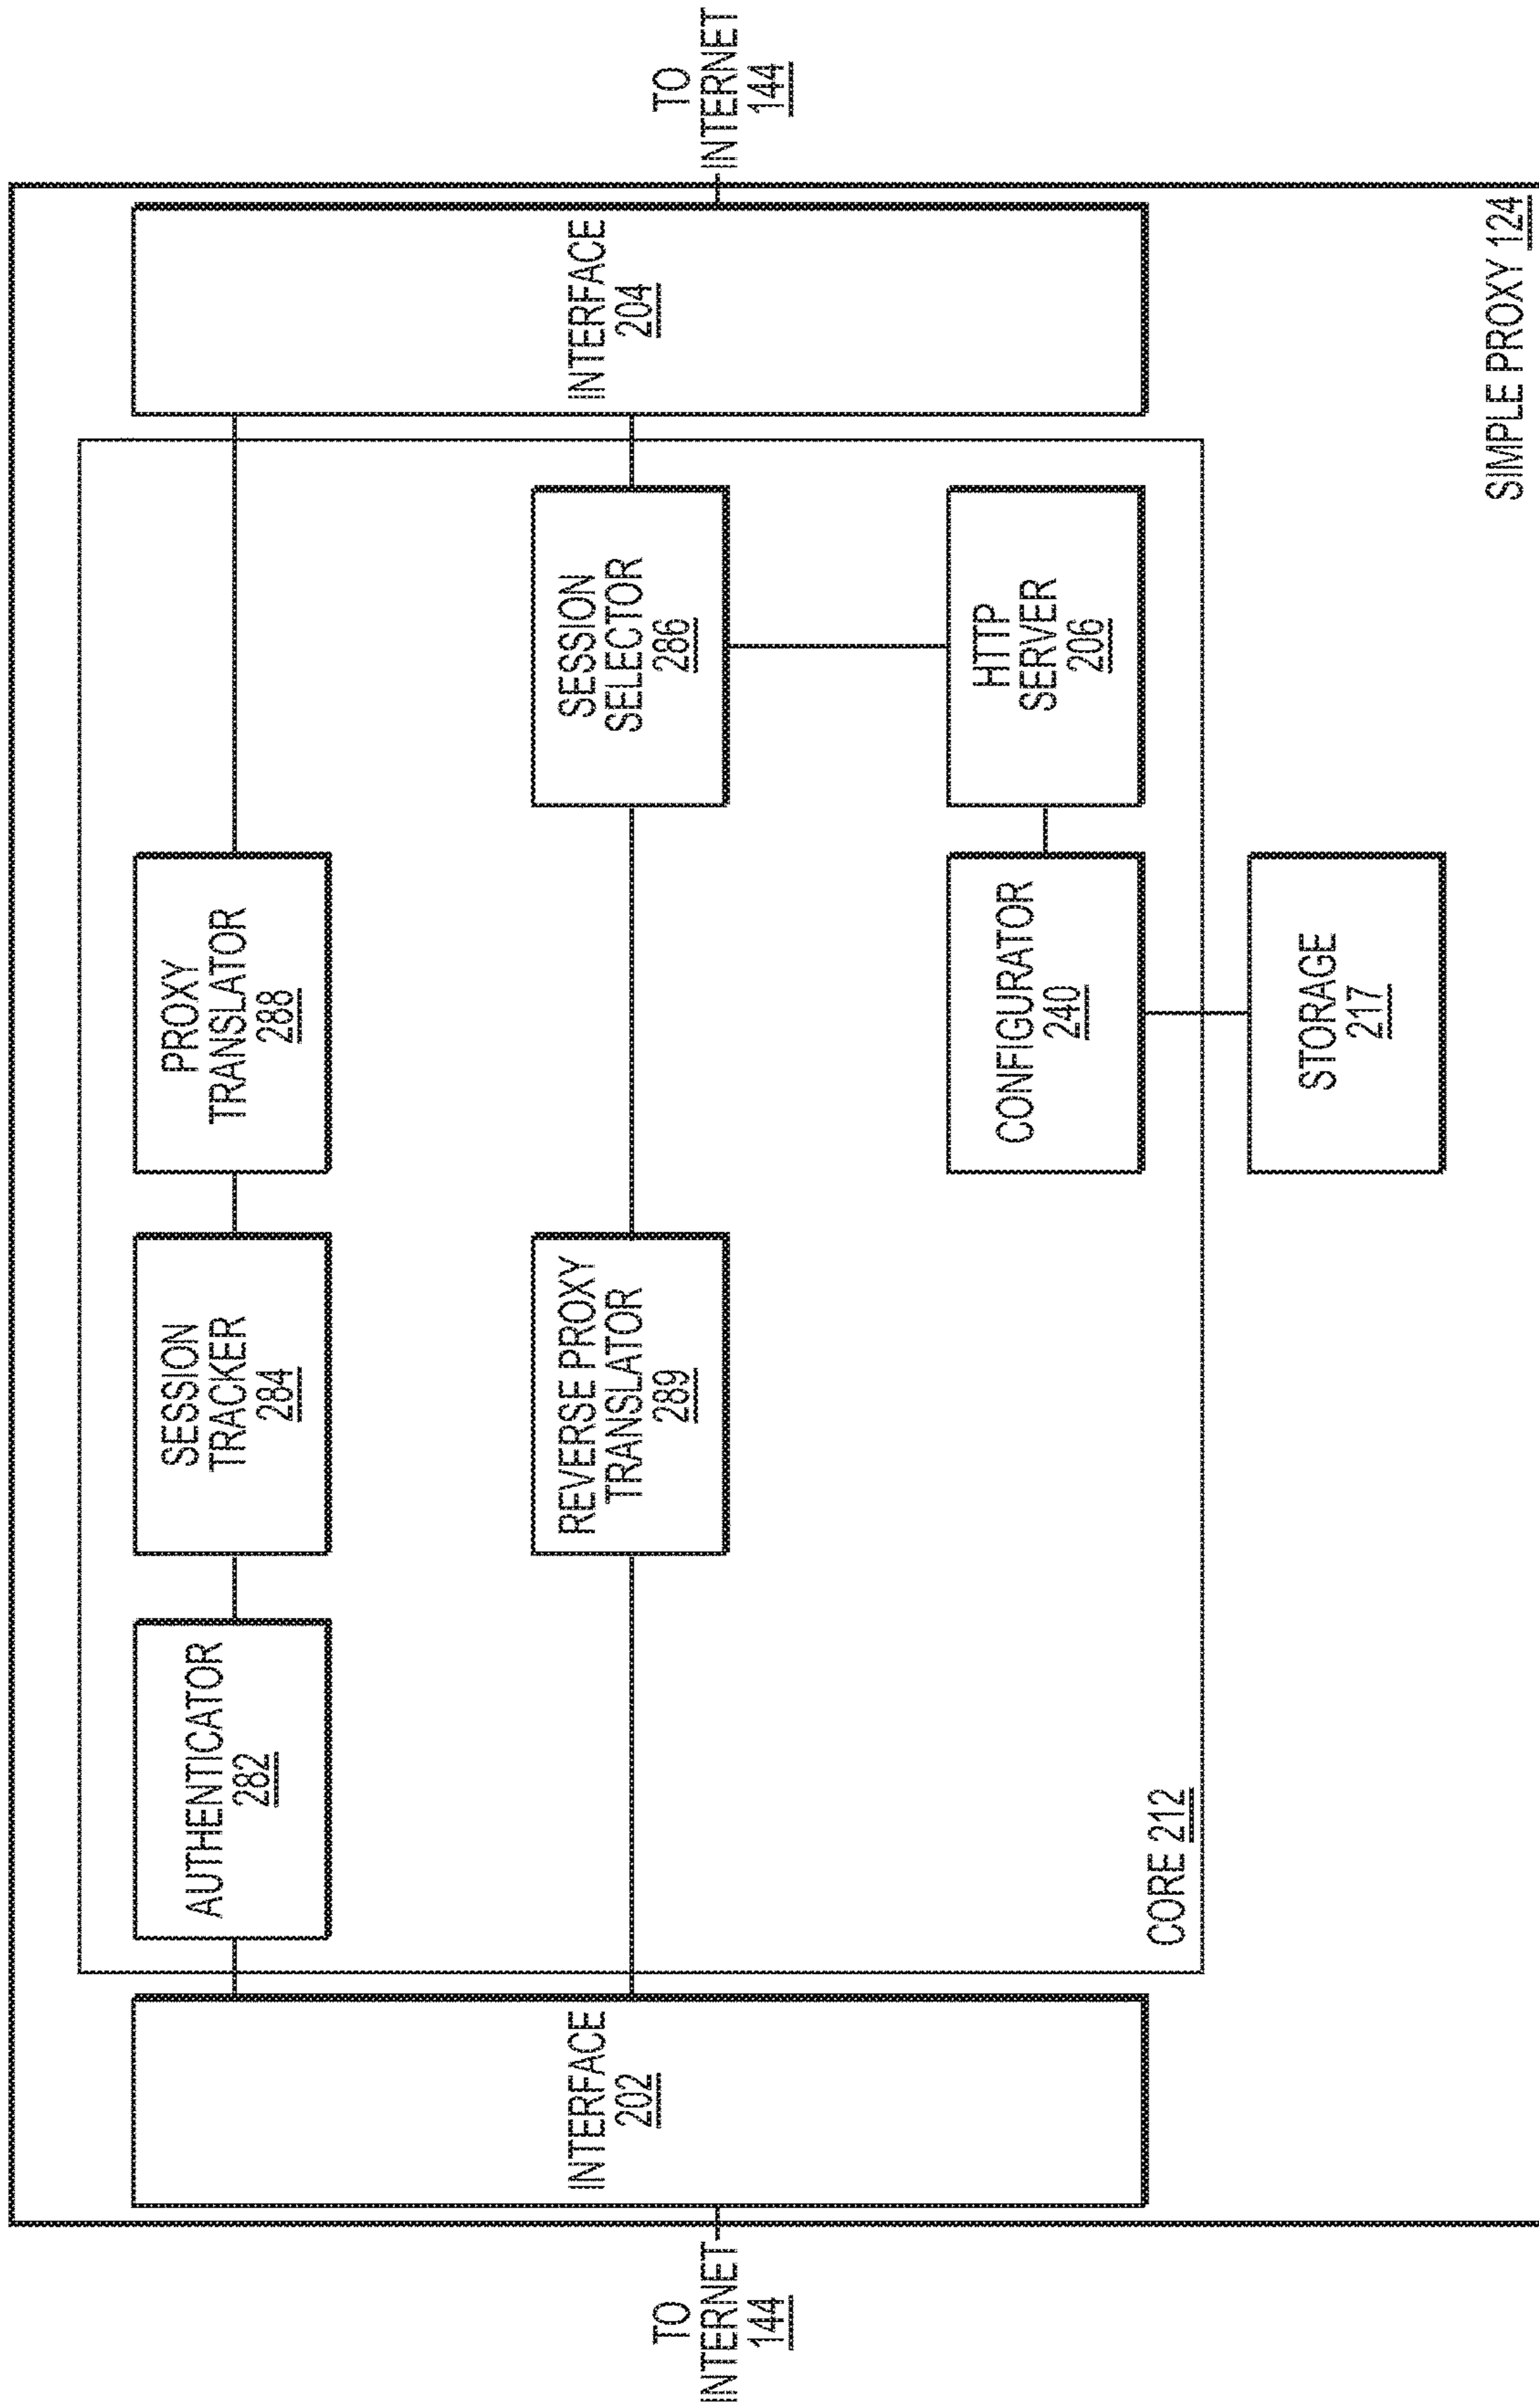 TO
INTERNET
144
INTERFACE
202
AUTHENTICATOR
282
SESSION
TRACKER
284
PROXY
TRANSLATOR
288
REVERSE PROXY
TRANSLATOR
289
SESSION
SELECTOR
286
CONFIGURATOR
240
HTTP
SERVER
206
CORE 212
STORAGE
217
INTERFACE
204
TO
INTERNET
144
SIMPLE PROXY 124